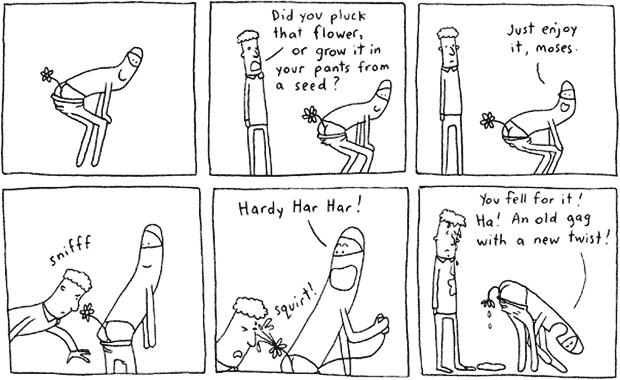 Did you pluck
that flower,
or grow it in
your pants from
a seed?
Just enjoy
it, moses.
snifff
Hardy Har Har!
squirt!
You fell for it!
Ha! An old gag
with a new twist!